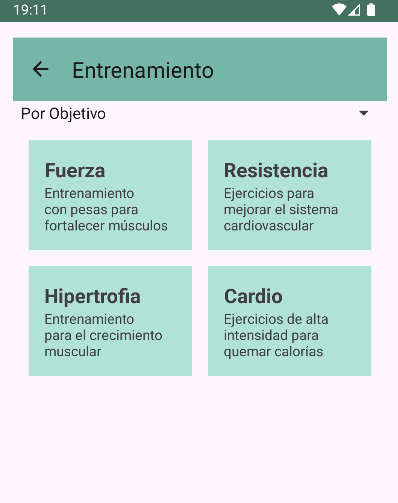 19:11
Entrenamiento
Por Objetivo
Fuerza
Entrenamiento
con pesas para
fortalecer músculos
Resistencia
Ejercicios para
mejorar el sistema
cardiovascular
Hipertrofia
Entrenamiento
para el crecimiento
muscular
Cardio
Ejercicios de alta
intensidad para
quemar calorías